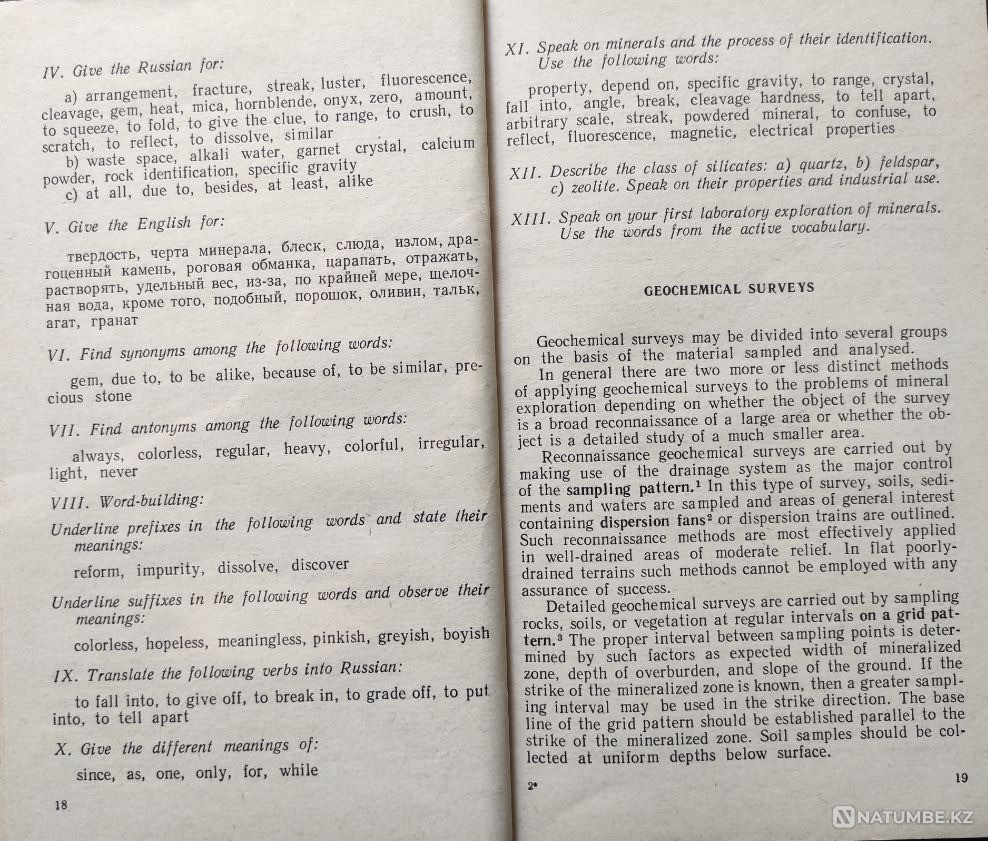 IV. Give the Russian for:
a) arrangement, fracture, streak, luster, fluorescence,
cleavage, gem, heat, mica, hornblende, onyx, zero, amount,
to squeeze, to fold, to give the clue, to range, to crush, to
scratch, to reflect, to dissolve, similar
b) waste space, alkali water, garnet crystal, calcium
powder, rock identification, specific gravity
c) at all, due to, besides, at least, alike
V. Give the English for:
твердость, черта минерала, блеск, слюда, излом, дра-
гоценный камень, роговая обманка, царапать, отражать,
растворять, удельный вес, из-за, по крайней мере, щелоч-
ная вода, кроме того, подобный, порошок, оливин, тальк,
агат, гранат
VI. Find synonyms among the following words:
gem, due to, to be alike, because of, to be similar, pre-
cious stone
VII. Find antonyms among the following words:
always, colorless, regular, heavy, colorful, irregular,
light, never
VIII. Word-building:
Underline prefixes in the following words and state their
meanings:
reform, impurity, dissolve, discover
Underline suffixes in the following words and observe their
meanings:
colorless, hopeless, meaningless, pinkish, greyish, boyish
IX. Translate the following verbs into Russian:
to fall into, to give off, to break in, to grade off, to put
into, to tell apart
X. Give the different meanings of:
since, as, one, only, for, while
18
XI. Speak on minerals and the process of their identification.
Use the following words:
property, depend on, specific gravity, to range, crystal,
fall into, angle, break, cleavage hardness, to tell apart,
arbitrary scale, streak, powdered mineral, to confuse, to
reflect, fluorescence, magnetic, electrical properties
XII. Describe the class of silicates: a) quartz, b) feldspar,
c) zeolite. Speak on their properties and industrial use.
XIII. Speak on your first laboratory exploration of minerals.
Use the words from the active vocabulary.
GEOCHEMICAL SURVEYS
Geochemical surveys may be divided into several groups
on the basis of the material sampled and analysed.
In general there are two more or less distinct methods
of applying geochemical surveys to the problems of mineral
exploration depending on whether the object of the survey
is a broad reconnaissance of a large area or whether the ob-
ject is a detailed study of a much smaller area.
Reconnaissance geochemical surveys are carried out by
making use of the drainage system as the major control
of the sampling pattern.¹ In this type of survey, soils, sedi-
ments and waters are sampled and areas of general interest
containing dispersion fans² or dispersion trains are outlined.
Such reconnaissance methods are most effectively applied
in well-drained areas of moderate relief. In flat poorly-
drained terrains such methods cannot be employed with any
assurance of success.
Detailed geochemical surveys are carried out by sampling
rocks, soils, or vegetation at regular intervals on a grid pat-
tern.³ The proper interval between sampling points is deter-
mined by such factors as expected width of mineralized
zone, depth of overburden, and slope of the ground. If the
strike of the mineralized zone is known, then a greater sampl-
ing interval may be used in the strike direction. The base
line of the grid pattern should be established parallel to the
strike of the mineralized zone. Soil samples should be col-
lected at uniform depths below surface.
2*
19
NATUMBE.KZ